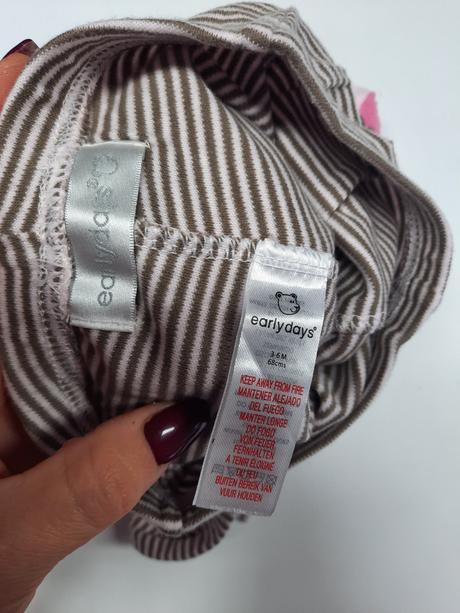 earlydays®
earlydays®
3-6 M
68cms
KEEP AWAY FROM FIRE
MANTENER ALEJADO
DEL FUEGO
MANTER LONGE
DO FOGO
VON FEUER
FERNHALTEN
A TENIR ÉLOIGNÉ
DU FEU
BUITEN BEREIK VAN
VUUR HOUDEN